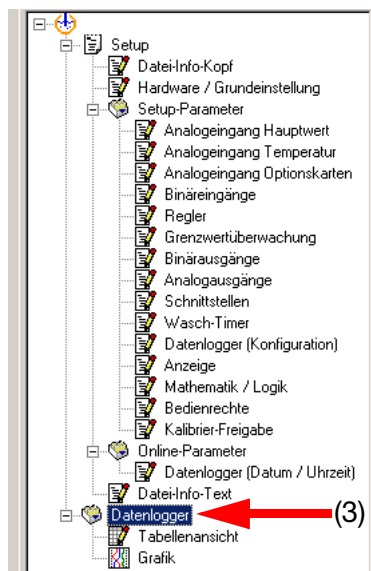 Setup
Datei-Info-Kopf
Hardware / Grundeinstellung
Setup-Parameter
Analogeingang Hauptwert
Analogeingang Temperatur
Analogeingang Optionskarten
Binäreingänge
Regler
Grenzwertüberwachung
Binärausgänge
Analogausgänge
Schnittstellen
Wasch-Timer
Datenlogger (Konfiguration)
Anzeige
Mathematik / Logik
Bedienrechte
Kalibrier-Freigabe
Online-Parameter
Datenlogger (Datum / Uhrzeit)
Datei-Info-Text
Datenlogger (3)
Tabellenansicht
Grafik